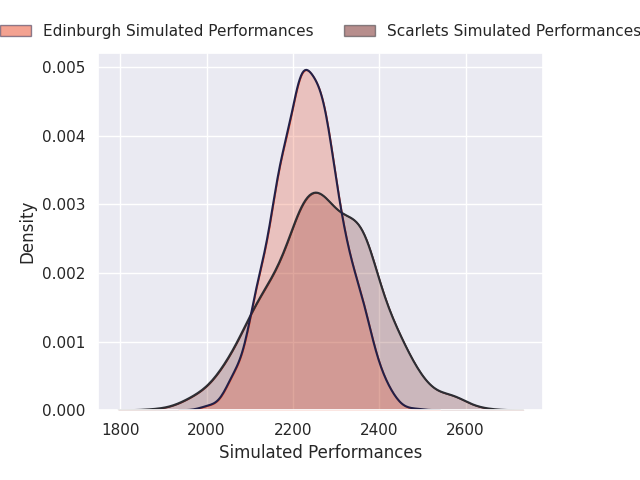 Edinburgh Simulated Performances
Scarlets Simulated Performances
0.005
0.004
0.003
0.002
0.001
0.000
Density
1800
2000
2200
2400
2600
Simulated Performances